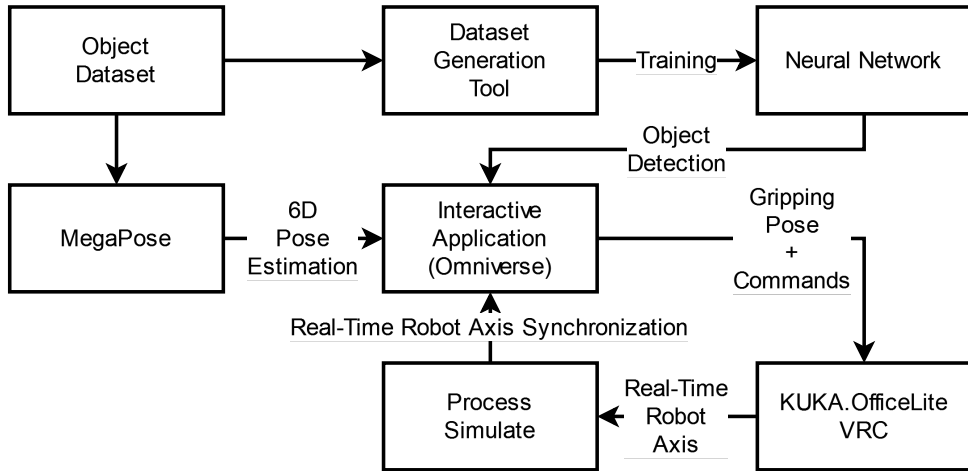 Object
Dataset
Dataset
Generation
Tool
Training
Neural Network
Object
Detection
MegaPose
6D
Pose
Estimation
Interactive
Application
(Omniverse)
Gripping
Pose
+
Commands
Real-Time Robot Axis Synchronization
Process
Simulate
Real-Time
Robot
Axis
KUKA.OfficeLite
VRC